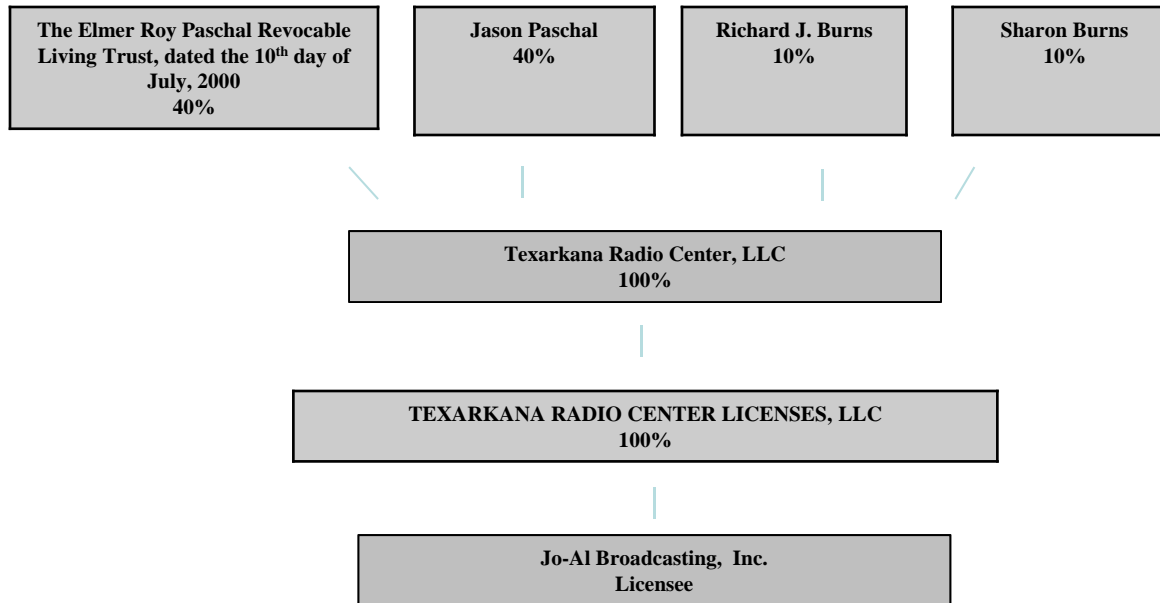 The Elmer Roy Paschal Revocable
Living Trust, dated the 10th day of
July, 2000
40%
Jason Paschal
40%
Richard J. Burns
10%
Sharon Burns
10%
Texarkana Radio Center, LLC
100%
TEXARKANA RADIO CENTER LICENSES, LLC
100%
Jo-Al Broadcasting, Inc.
Licensee